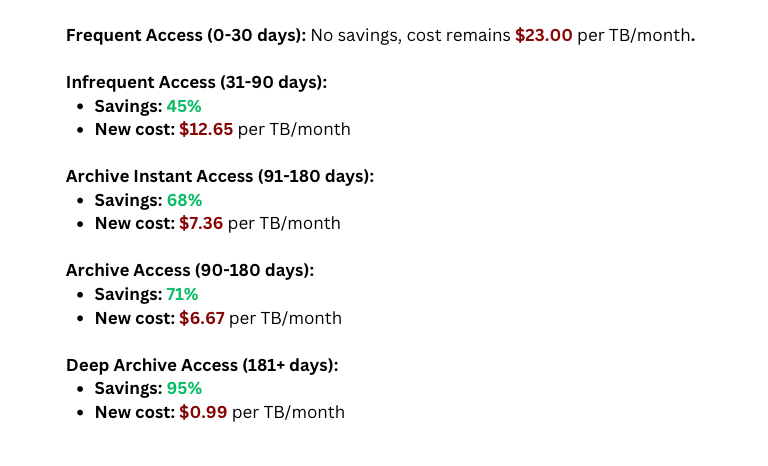 Frequent Access (0-30 days): No savings, cost remains $23.00 per TB/month.
Infrequent Access (31-90 days):
• Savings: 45%
• New cost: $12.65 per TB/month
Archive Instant Access (91-180 days):
• Savings: 68%
• New cost: $7.36 per TB/month
Archive Access (90-180 days):
• Savings: 71%
• New cost: $6.67 per TB/month
Deep Archive Access (181+ days):
• Savings: 95%
• New cost: $0.99 per TB/month